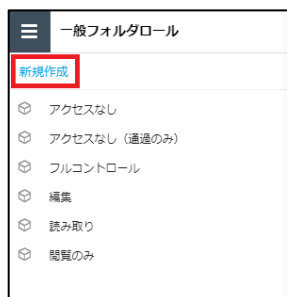 一般フォルダロール
新規作成
アクセスなし
アクセスなし（通過のみ）
フルコントロール
編集
読み取り
閲覧のみ